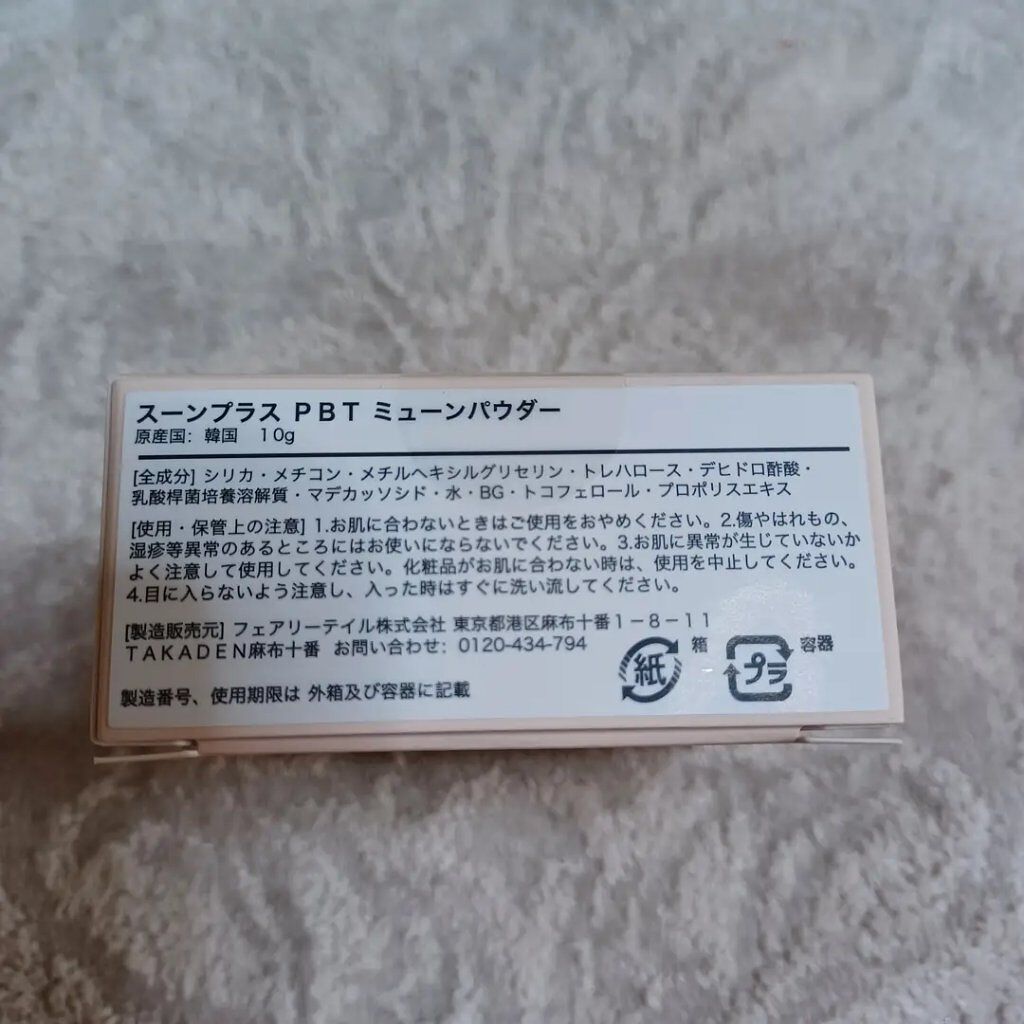 スーンプラス ＰＢＴ ミューンパウダー
原産国: 韓国　10g
[全成分] シリカ・メチコン・メチルヘキシルグリセリン・トレハロース・デヒドロ酢酸・
乳酸桿菌培養溶解質・マデカッソシド・水・BG・トコフェロール・プロポリスエキス
[使用・保管上の注意] 1.お肌に合わないときはご使用をおやめください。2.傷やはれもの、
湿疹等異常のあるところにはお使いにならないでください。3.お肌に異常が生じていないか
よく注意して使用してください。化粧品がお肌に合わない時は、使用を中止してください。
4.目に入らないよう注意し、入った時はすぐに洗い流してください。
[製造販売元] フェアリーテイル株式会社 東京都港区麻布十番１－８－１１
ＴＡＫＡＤＥＮ麻布十番 お問い合わせ: 0120-434-794
紙 箱 プラ 容器
製造番号、使用期限は 外箱及び容器に記載